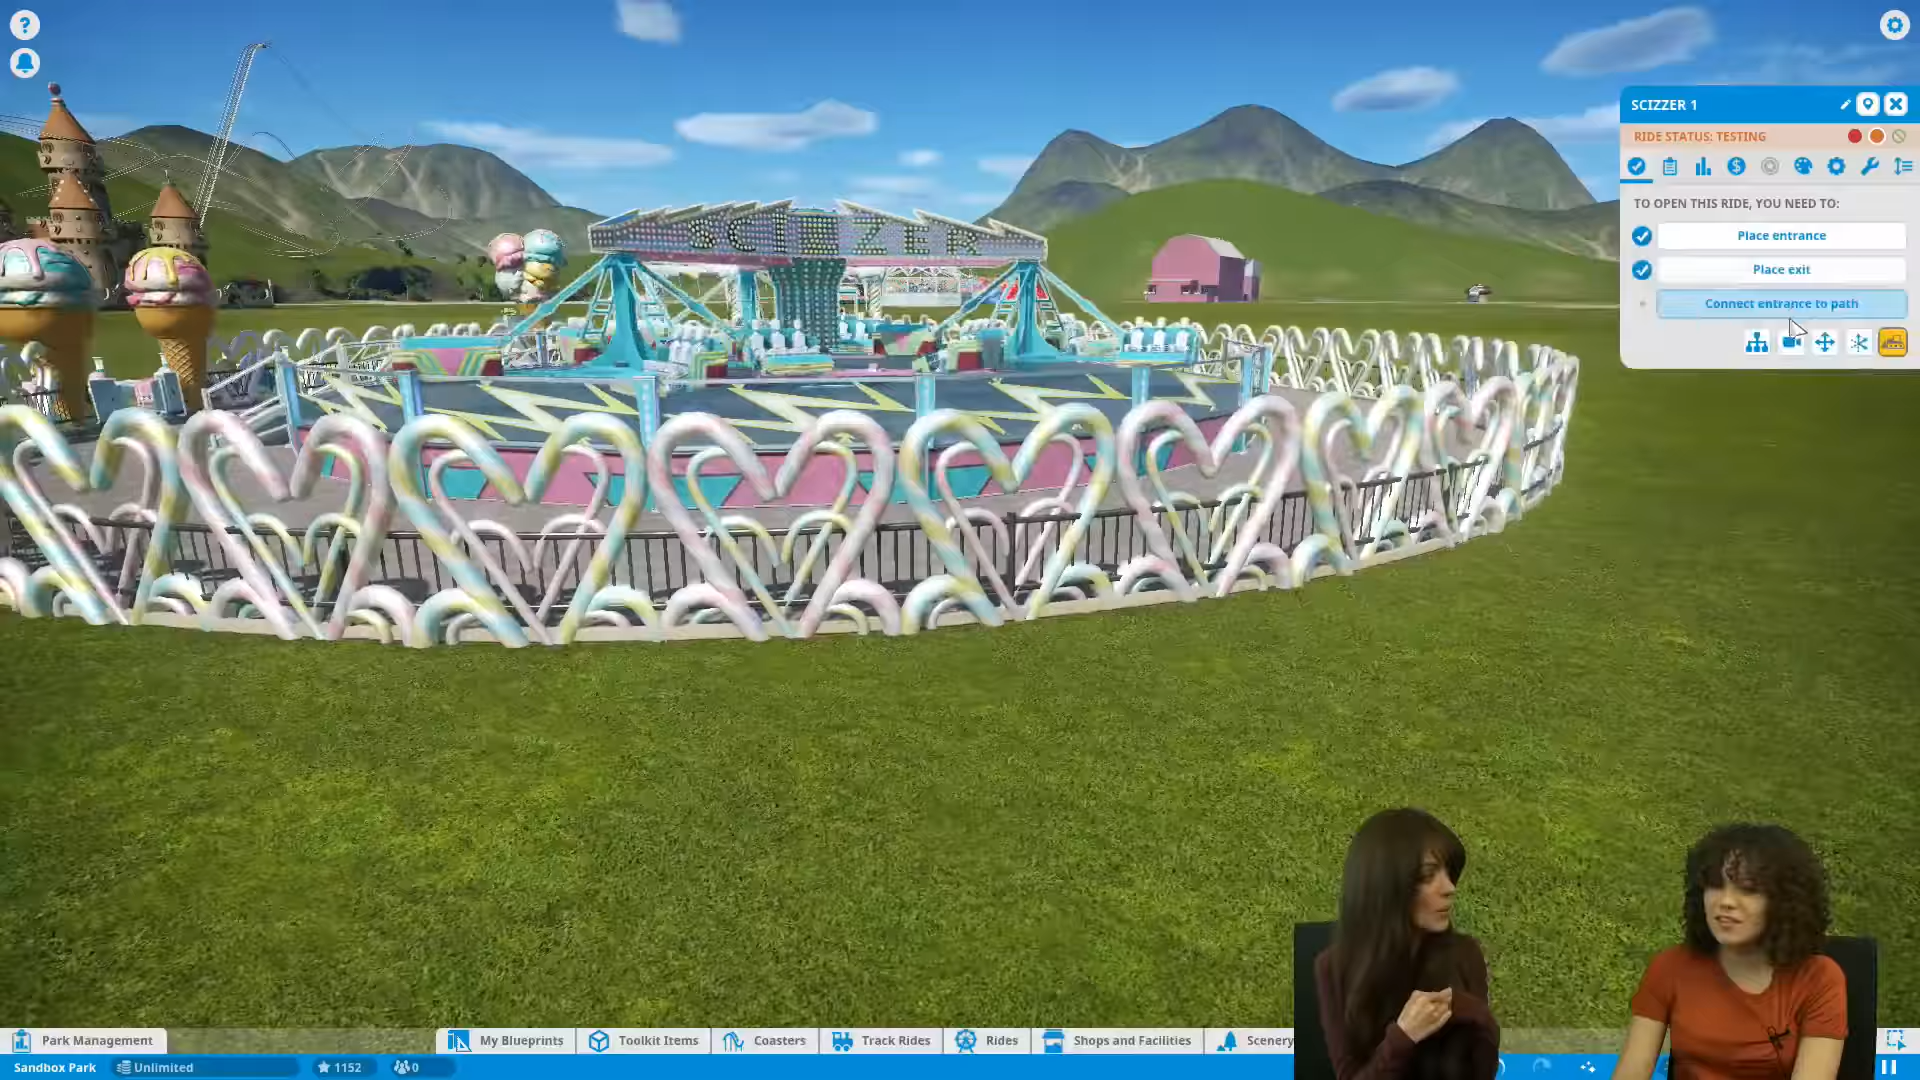 ?
SCIZZER 1
RIDE STATUS: TESTING
TO OPEN THIS RIDE, YOU NEED TO:
Place entrance
Place exit
Connect entrance to path
SCIZZER
Park Management
My Blueprints
Toolkit Items
Coasters
Track Rides
Rides
Shops and Facilities
Scenery
Sandbox Park
Unlimited
1152
0